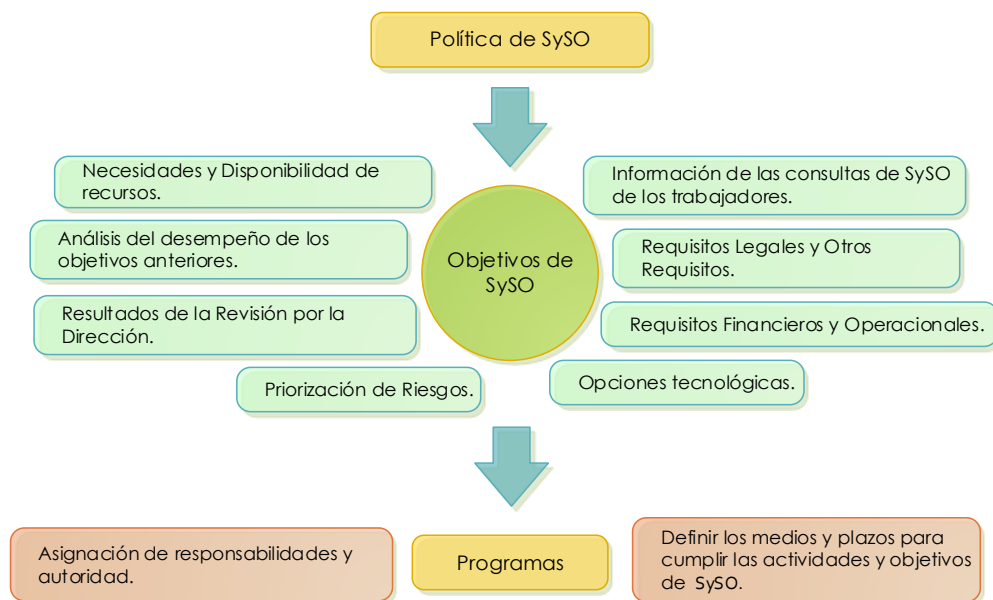 Política de SySO
Necesidades y Disponibilidad de
recursos.
Análisis del desempeño de los
objetivos anteriores.
Resultados de la Revisión por la
Dirección.
Priorización de Riesgos.
Objetivos de
SySO
Información de las consultas de SySO
de los trabajadores.
Requisitos Legales y Otros
Requisitos.
Requisitos Financieros y Operacionales.
Opciones tecnológicas.
Asignación de responsabilidades y
autoridad.
Programas
Definir los medios y plazos para
cumplir las actividades y objetivos
de SySO.